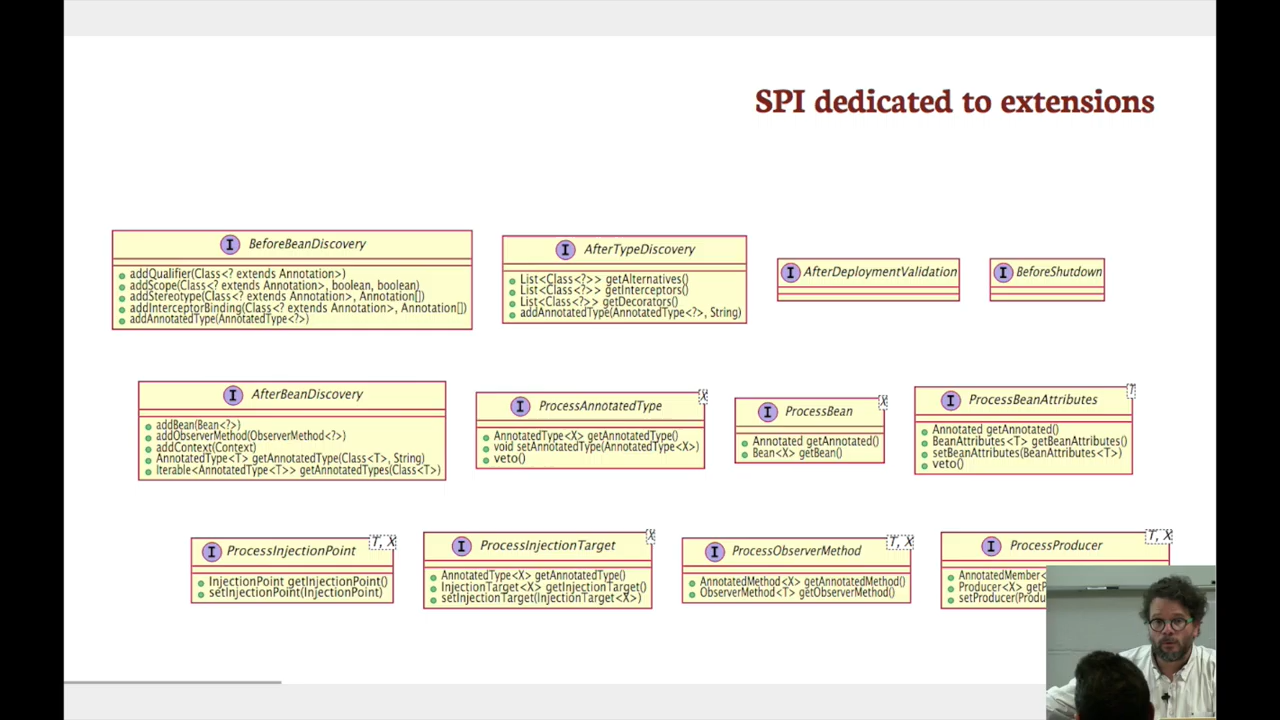 SPI dedicated to extensions
I BeforeBeanDiscovery
addQualifier(Class<? extends Annotation>)
addScope(Class<? extends Annotation>, boolean, boolean)
addStereotype(Class<? extends Annotation>, Annotation[])
addInterceptorBinding(Class<? extends Annotation>, Annotation[])
addAnnotatedType(AnnotatedType<?>)
I AfterTypeDiscovery
List<Class<?>> getAlternatives()
List<Class<?>> getInterceptors()
List<Class<?>> getDecorators()
addAnnotatedType(AnnotatedType<?>, String)
I AfterDeploymentValidation
I BeforeShutdown
I AfterBeanDiscovery
addBean(Bean<?>)
addObserverMethod(ObserverMethod<?>)
addContext(Context)
AnnotatedType<T> getAnnotatedType(Class<T>, String)
Iterable<AnnotatedType<T>> getAnnotatedTypes(Class<T>)
I ProcessAnnotatedType X
AnnotatedType<X> getAnnotatedType()
void setAnnotatedType(AnnotatedType<X>)
veto()
I ProcessBean X
Annotated getAnnotated()
Bean<X> getBean()
I ProcessBeanAttributes T
Annotated getAnnotated()
BeanAttributes<T> getBeanAttributes()
setBeanAttributes(BeanAttributes<T>)
veto()
I ProcessInjectionPoint T, X
InjectionPoint getInjectionPoint()
setInjectionPoint(InjectionPoint)
I ProcessInjectionTarget X
AnnotatedType<X> getAnnotatedType()
InjectionTarget<X> getInjectionTarget()
setInjectionTarget(InjectionTarget<X>)
I ProcessObserverMethod T, X
AnnotatedMethod<X> getAnnotatedMethod()
ObserverMethod<T> getObserverMethod()
I ProcessProducer T, X
AnnotatedMember<
Producer<X> getP
setProducer(Produ